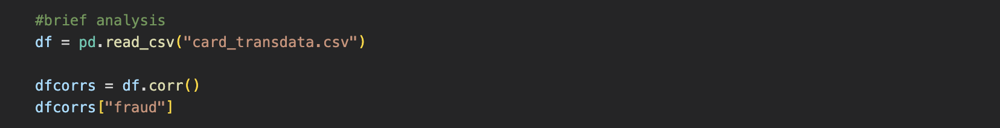 #brief analysis
df = pd.read_csv("card_transdata.csv")
dfcorrs = df.corr()
dfcorrs["fraud"]